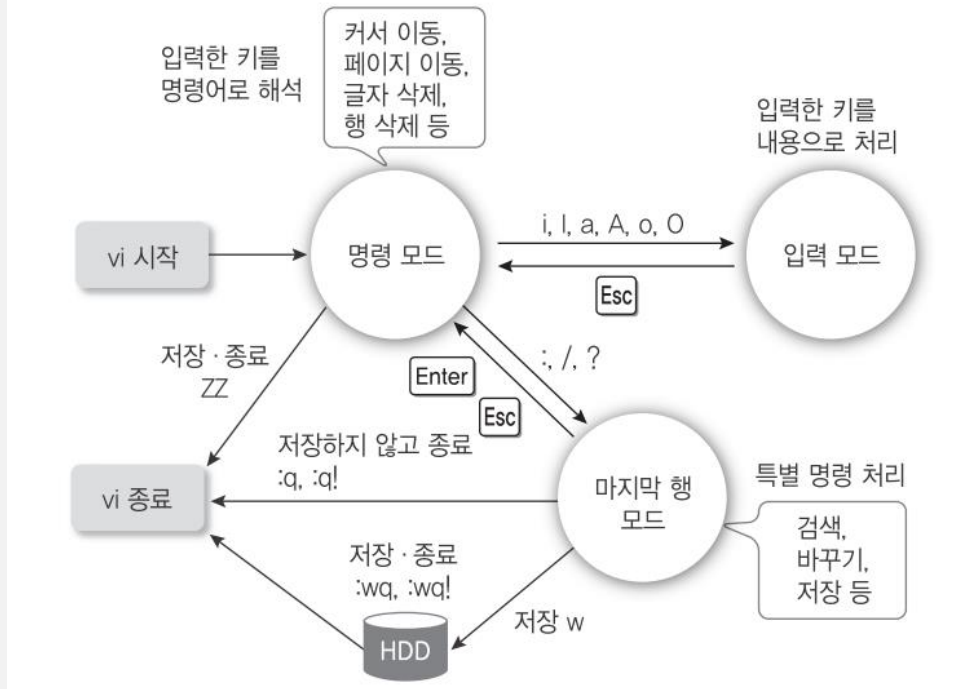 입력한 키를
명령어로 해석
커서 이동,
페이지 이동,
글자 삭제,
행 삭제 등
입력한 키를
내용으로 처리
vi 시작
명령 모드
i, I, a, A, o, O
Esc
입력 모드
저장 · 종료
ZZ
Enter
Esc
:, /, ?
저장하지 않고 종료
:q, :q!
vi 종료
마지막 행
모드
특별 명령 처리
검색,
바꾸기,
저장 등
저장 · 종료
:wq, :wq!
저장 w
HDD